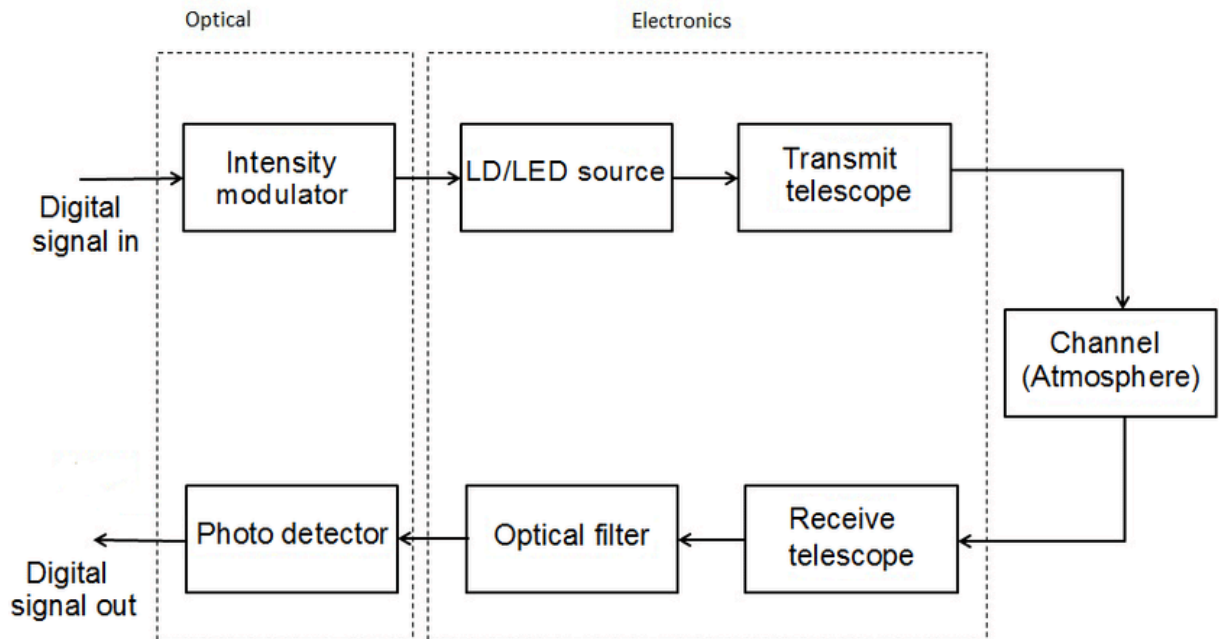 Optical
Electronics
Intensity
modulator
LD/LED source
Transmit
telescope
Digital
signal in
Channel
(Atmosphere)
Photo detector
Optical filter
Receive
telescope
Digital
signal out